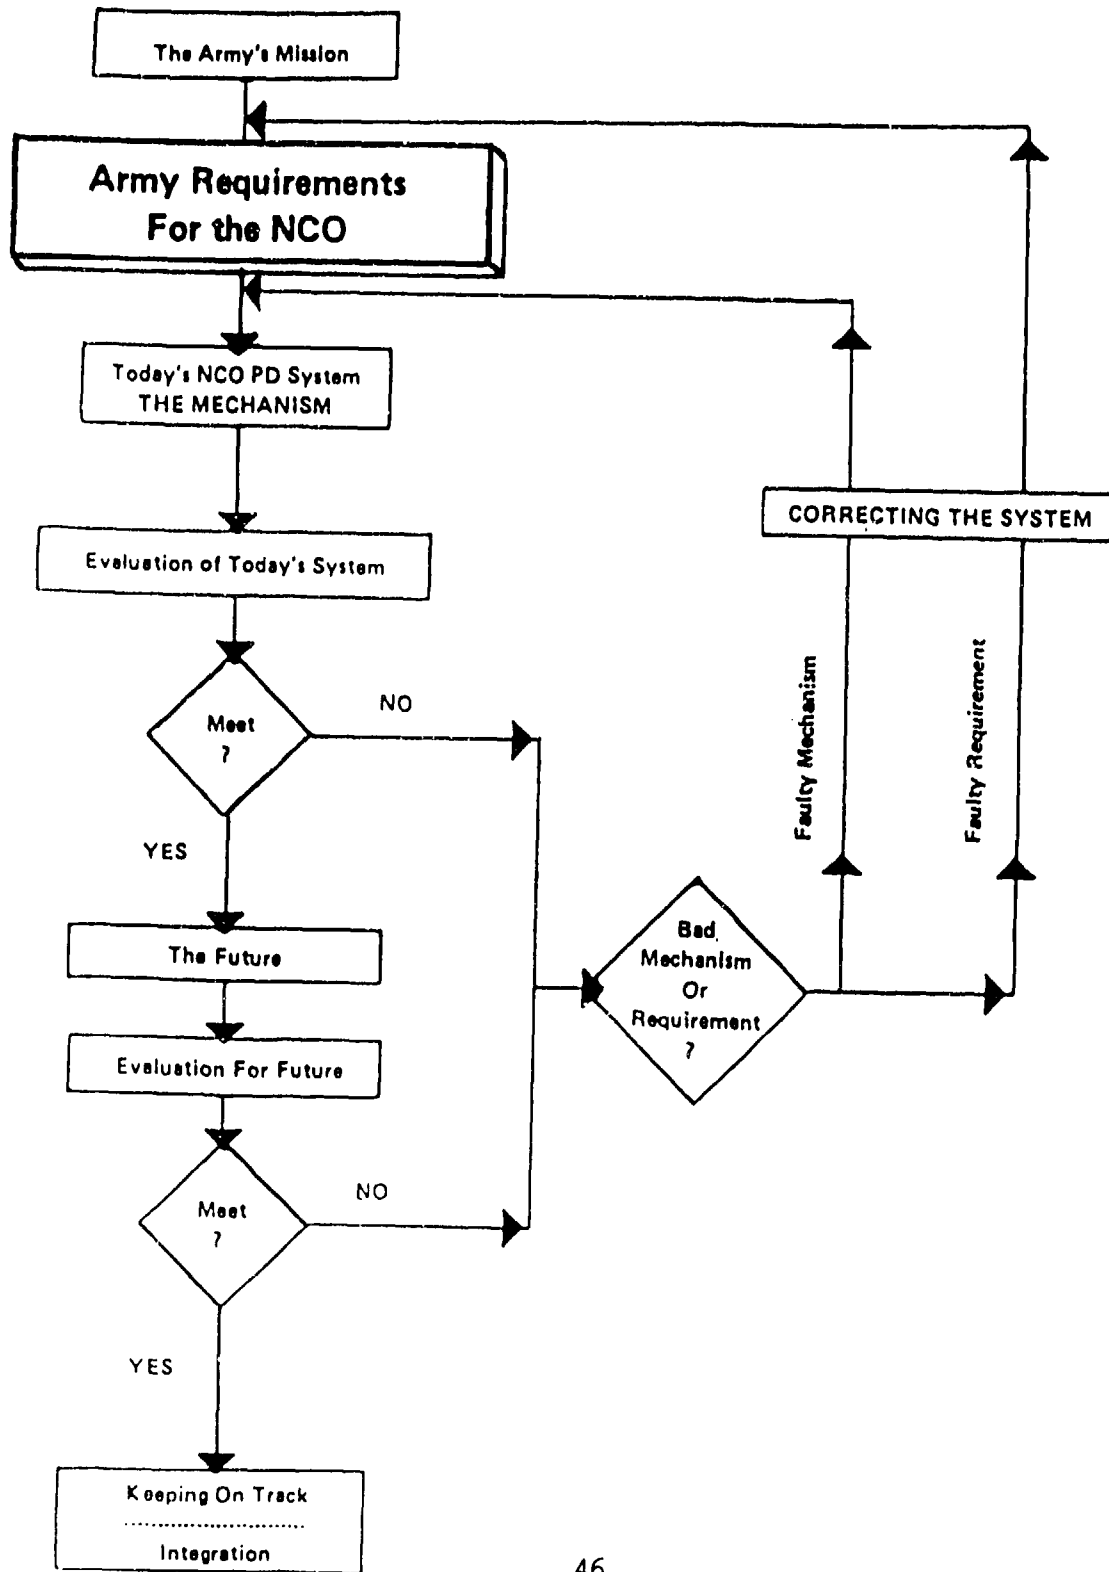 The Army's Mission
Army Requirements
For the NCO
Today's NCO PD System
THE MECHANISM
CORRECTING THE SYSTEM
Evaluation of Today's System
Faulty Mechanism
Faulty Requirement
Meet
?
NO
YES
Bad
Mechanism
Or
Requirement
?
The Future
Evaluation For Future
Meet
?
NO
YES
Keeping On Track
Integration
46